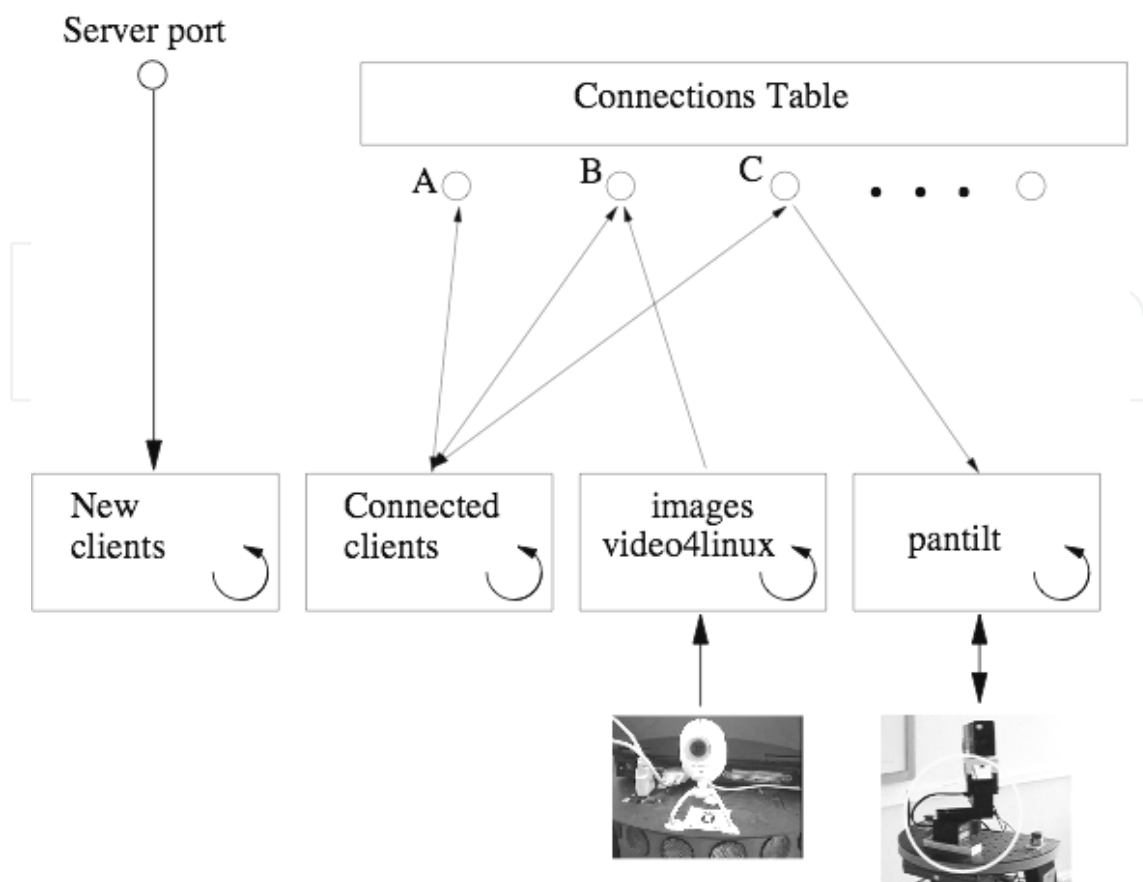 Server port
Connections Table
A
B
C
New
clients
Connected
clients
images
video4linux
pantilt